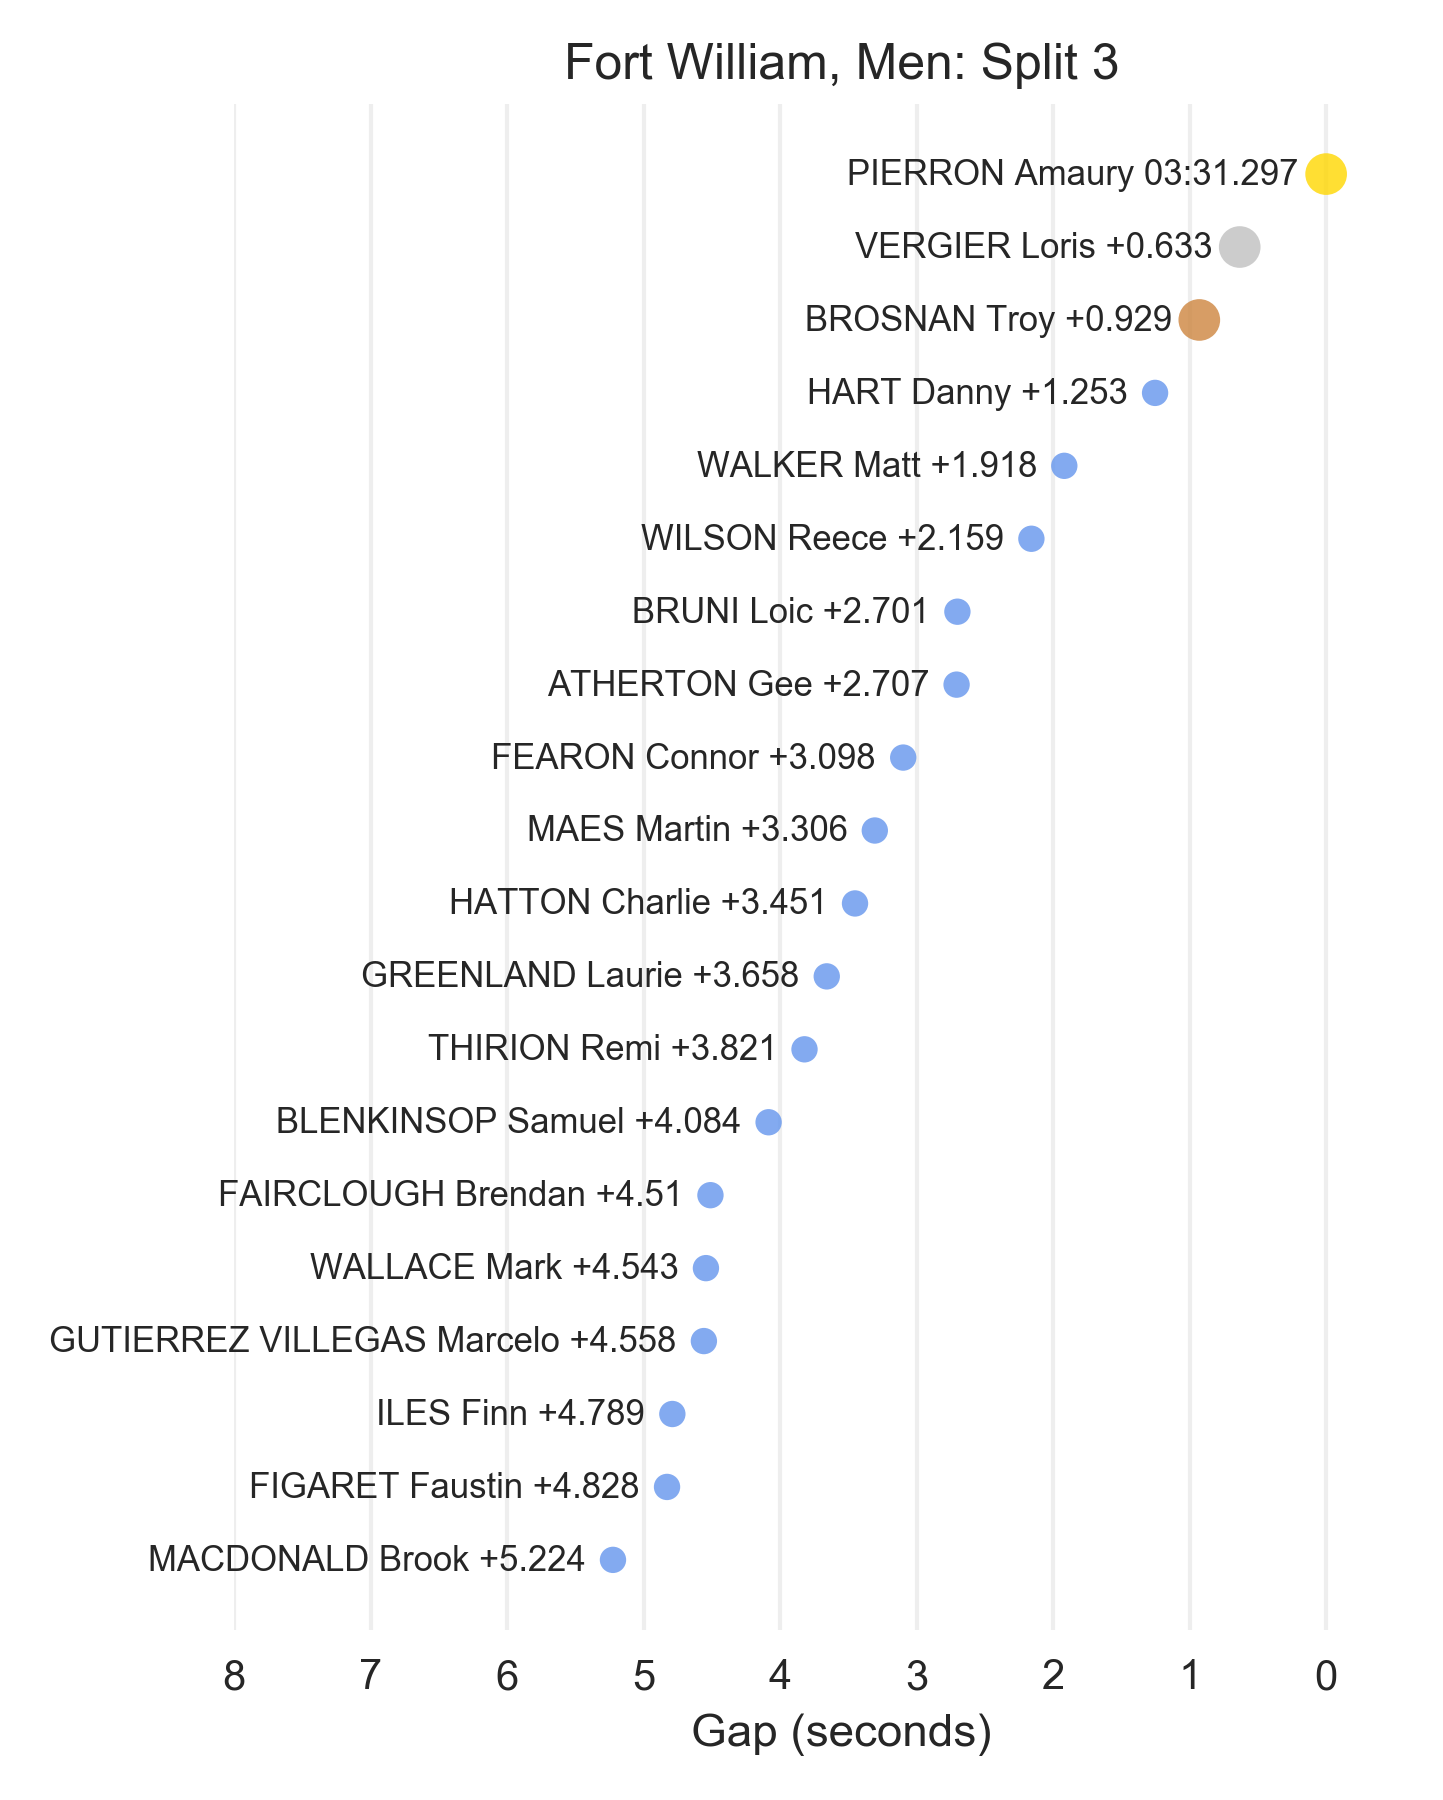 Fort William, Men: Split 3
PIERRON Amaury 03:31.297
VERGIER Loris +0.633
BROSNAN Troy +0.929
HART Danny +1.253
WALKER Matt +1.918
WILSON Reece +2.159
BRUNI Loic +2.701
ATHERTON Gee +2.707
FEARON Connor +3.098
MAES Martin +3.306
HATTON Charlie +3.451
GREENLAND Laurie +3.658
THIRION Remi +3.821
BLENKINSOP Samuel +4.084
FAIRCLOUGH Brendan +4.51
WALLACE Mark +4.543
GUTIERREZ VILLEGAS Marcelo +4.558
ILES Finn +4.789
FIGARET Faustin +4.828
MACDONALD Brook +5.224
8 7 6 5 4 3 2 1 0
Gap (seconds)